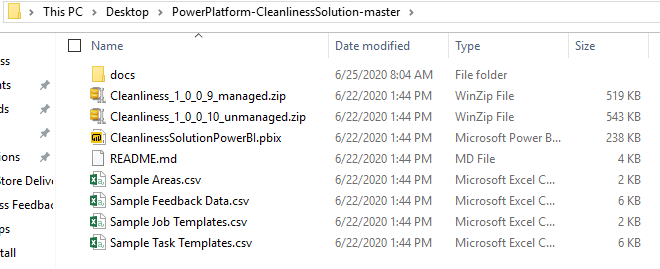 This PC > Desktop > PowerPlatform-CleanlinessSolution-master >
Name Date modified Type Size
ss
docs 6/25/2020 8:04 AM File folder
nts
Cleanliness_1_0_0_9_managed.zip 6/22/2020 1:44 PM WinZip File 519 KB
ds
Cleanliness_1_0_0_10_unmanaged.zip 6/22/2020 1:44 PM WinZip File 543 KB
CleanlinessSolutionPowerBI.pbix 6/22/2020 1:44 PM Microsoft Power B... 238 KB
ions
README.md 6/22/2020 1:44 PM MD File 4 KB
Store Delive
Sample Areas.csv 6/22/2020 1:44 PM Microsoft Excel C... 2 KB
ss Feedback
Sample Feedback Data.csv 6/22/2020 1:44 PM Microsoft Excel C... 6 KB
ps
Sample Job Templates.csv 6/22/2020 1:44 PM Microsoft Excel C... 2 KB
Sample Task Templates.csv 6/22/2020 1:44 PM Microsoft Excel C... 6 KB
tall